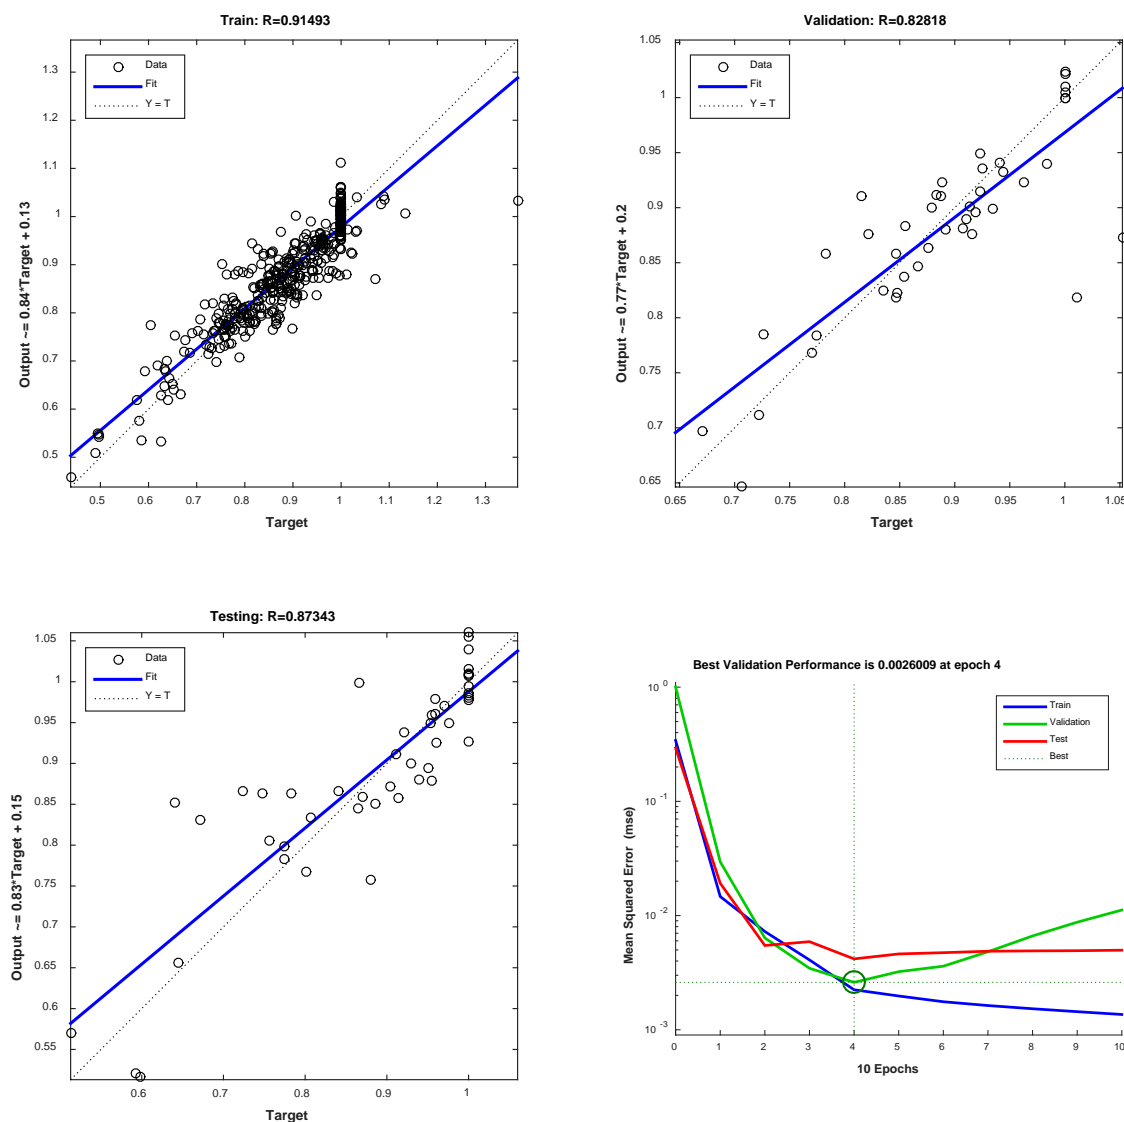 Train: R=0.91493
Output ~= 0.84*Target + 0.13
1.3
1.2
1.1
1
0.9
0.8
0.7
0.6
0.5
Data
Fit
Y = T
0.5 0.6 0.7 0.8 0.9 1 1.1 1.2 1.3
Target
Validation: R=0.82818
Output ~= 0.77*Target + 0.2
1.05
1
0.95
0.9
0.85
0.8
0.75
0.7
0.65
Data
Fit
Y = T
0.65 0.7 0.75 0.8 0.85 0.9 0.95 1 1.05
Target
Testing: R=0.87343
Output ~= 0.83*Target + 0.15
1.05
1
0.95
0.9
0.85
0.8
0.75
0.7
0.65
0.6
0.55
Data
Fit
Y = T
0.6 0.7 0.8 0.9 1
Target
Best Validation Performance is 0.0026009 at epoch 4
Mean Squared Error (mse)
10 0
10 -1
10 -2
10 -3
Train
Validation
Test
Best
0 1 2 3 4 5 6 7 8 9 10
10 Epochs